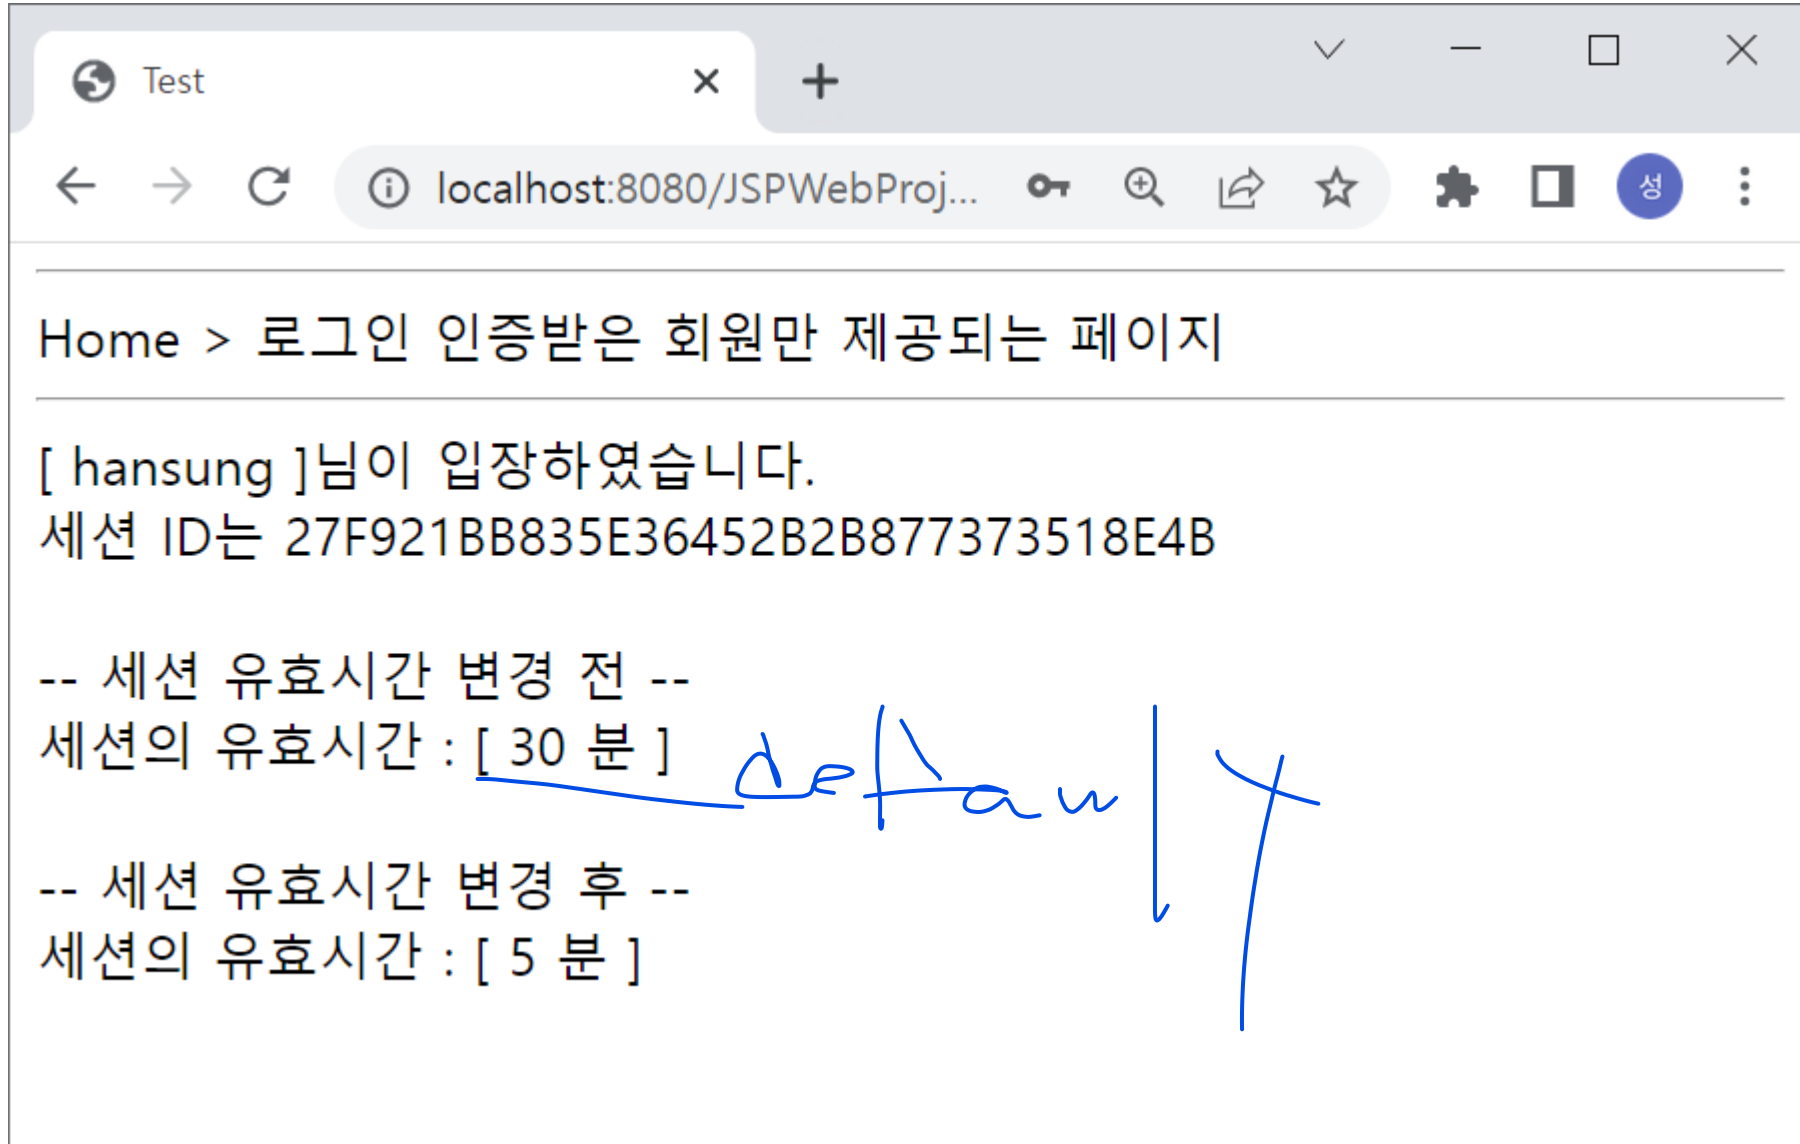 Test
localhost:8080/JSPWebProj...
성
Home > 로그인 인증받은 회원만 제공되는 페이지
[ hansung ]님이 입장하였습니다.
세션 ID는 27F921BB835E36452B2B877373518E4B
-- 세션 유효시간 변경 전 --
세션의 유효시간 : [ 30 분 ] default
-- 세션 유효시간 변경 후 --
세션의 유효시간 : [ 5 분 ]